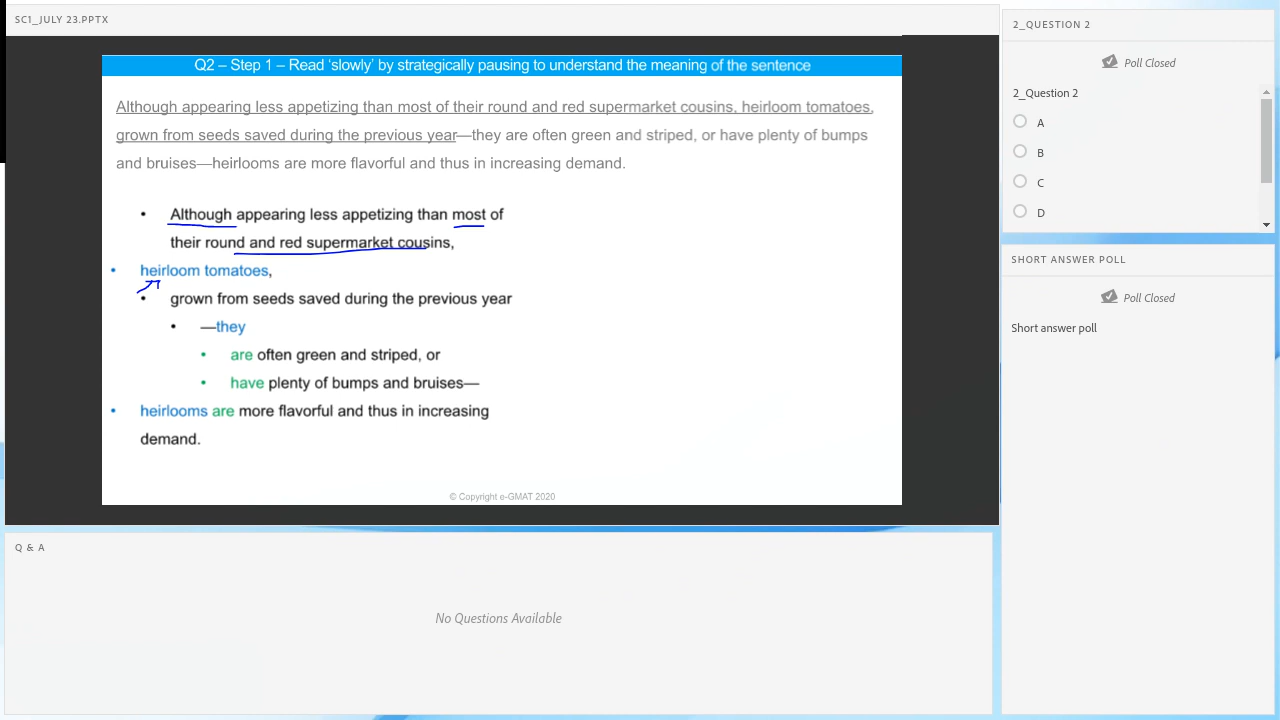 SC1_JULY 23.PPTX
Q2 – Step 1 – Read ‘slowly’ by strategically pausing to understand the meaning of the sentence
Although appearing less appetizing than most of their round and red supermarket cousins, heirloom tomatoes,
grown from seeds saved during the previous year—they are often green and striped, or have plenty of bumps
and bruises—heirlooms are more flavorful and thus in increasing demand.
• Although appearing less appetizing than most of
their round and red supermarket cousins,
• heirloom tomatoes,
• grown from seeds saved during the previous year
• —they
• are often green and striped, or
• have plenty of bumps and bruises—
• heirlooms are more flavorful and thus in increasing
demand.
© Copyright e-GMAT 2020
Q & A
No Questions Available
2_QUESTION 2
Poll Closed
2_Question 2
A
B
C
D
SHORT ANSWER POLL
Poll Closed
Short answer poll